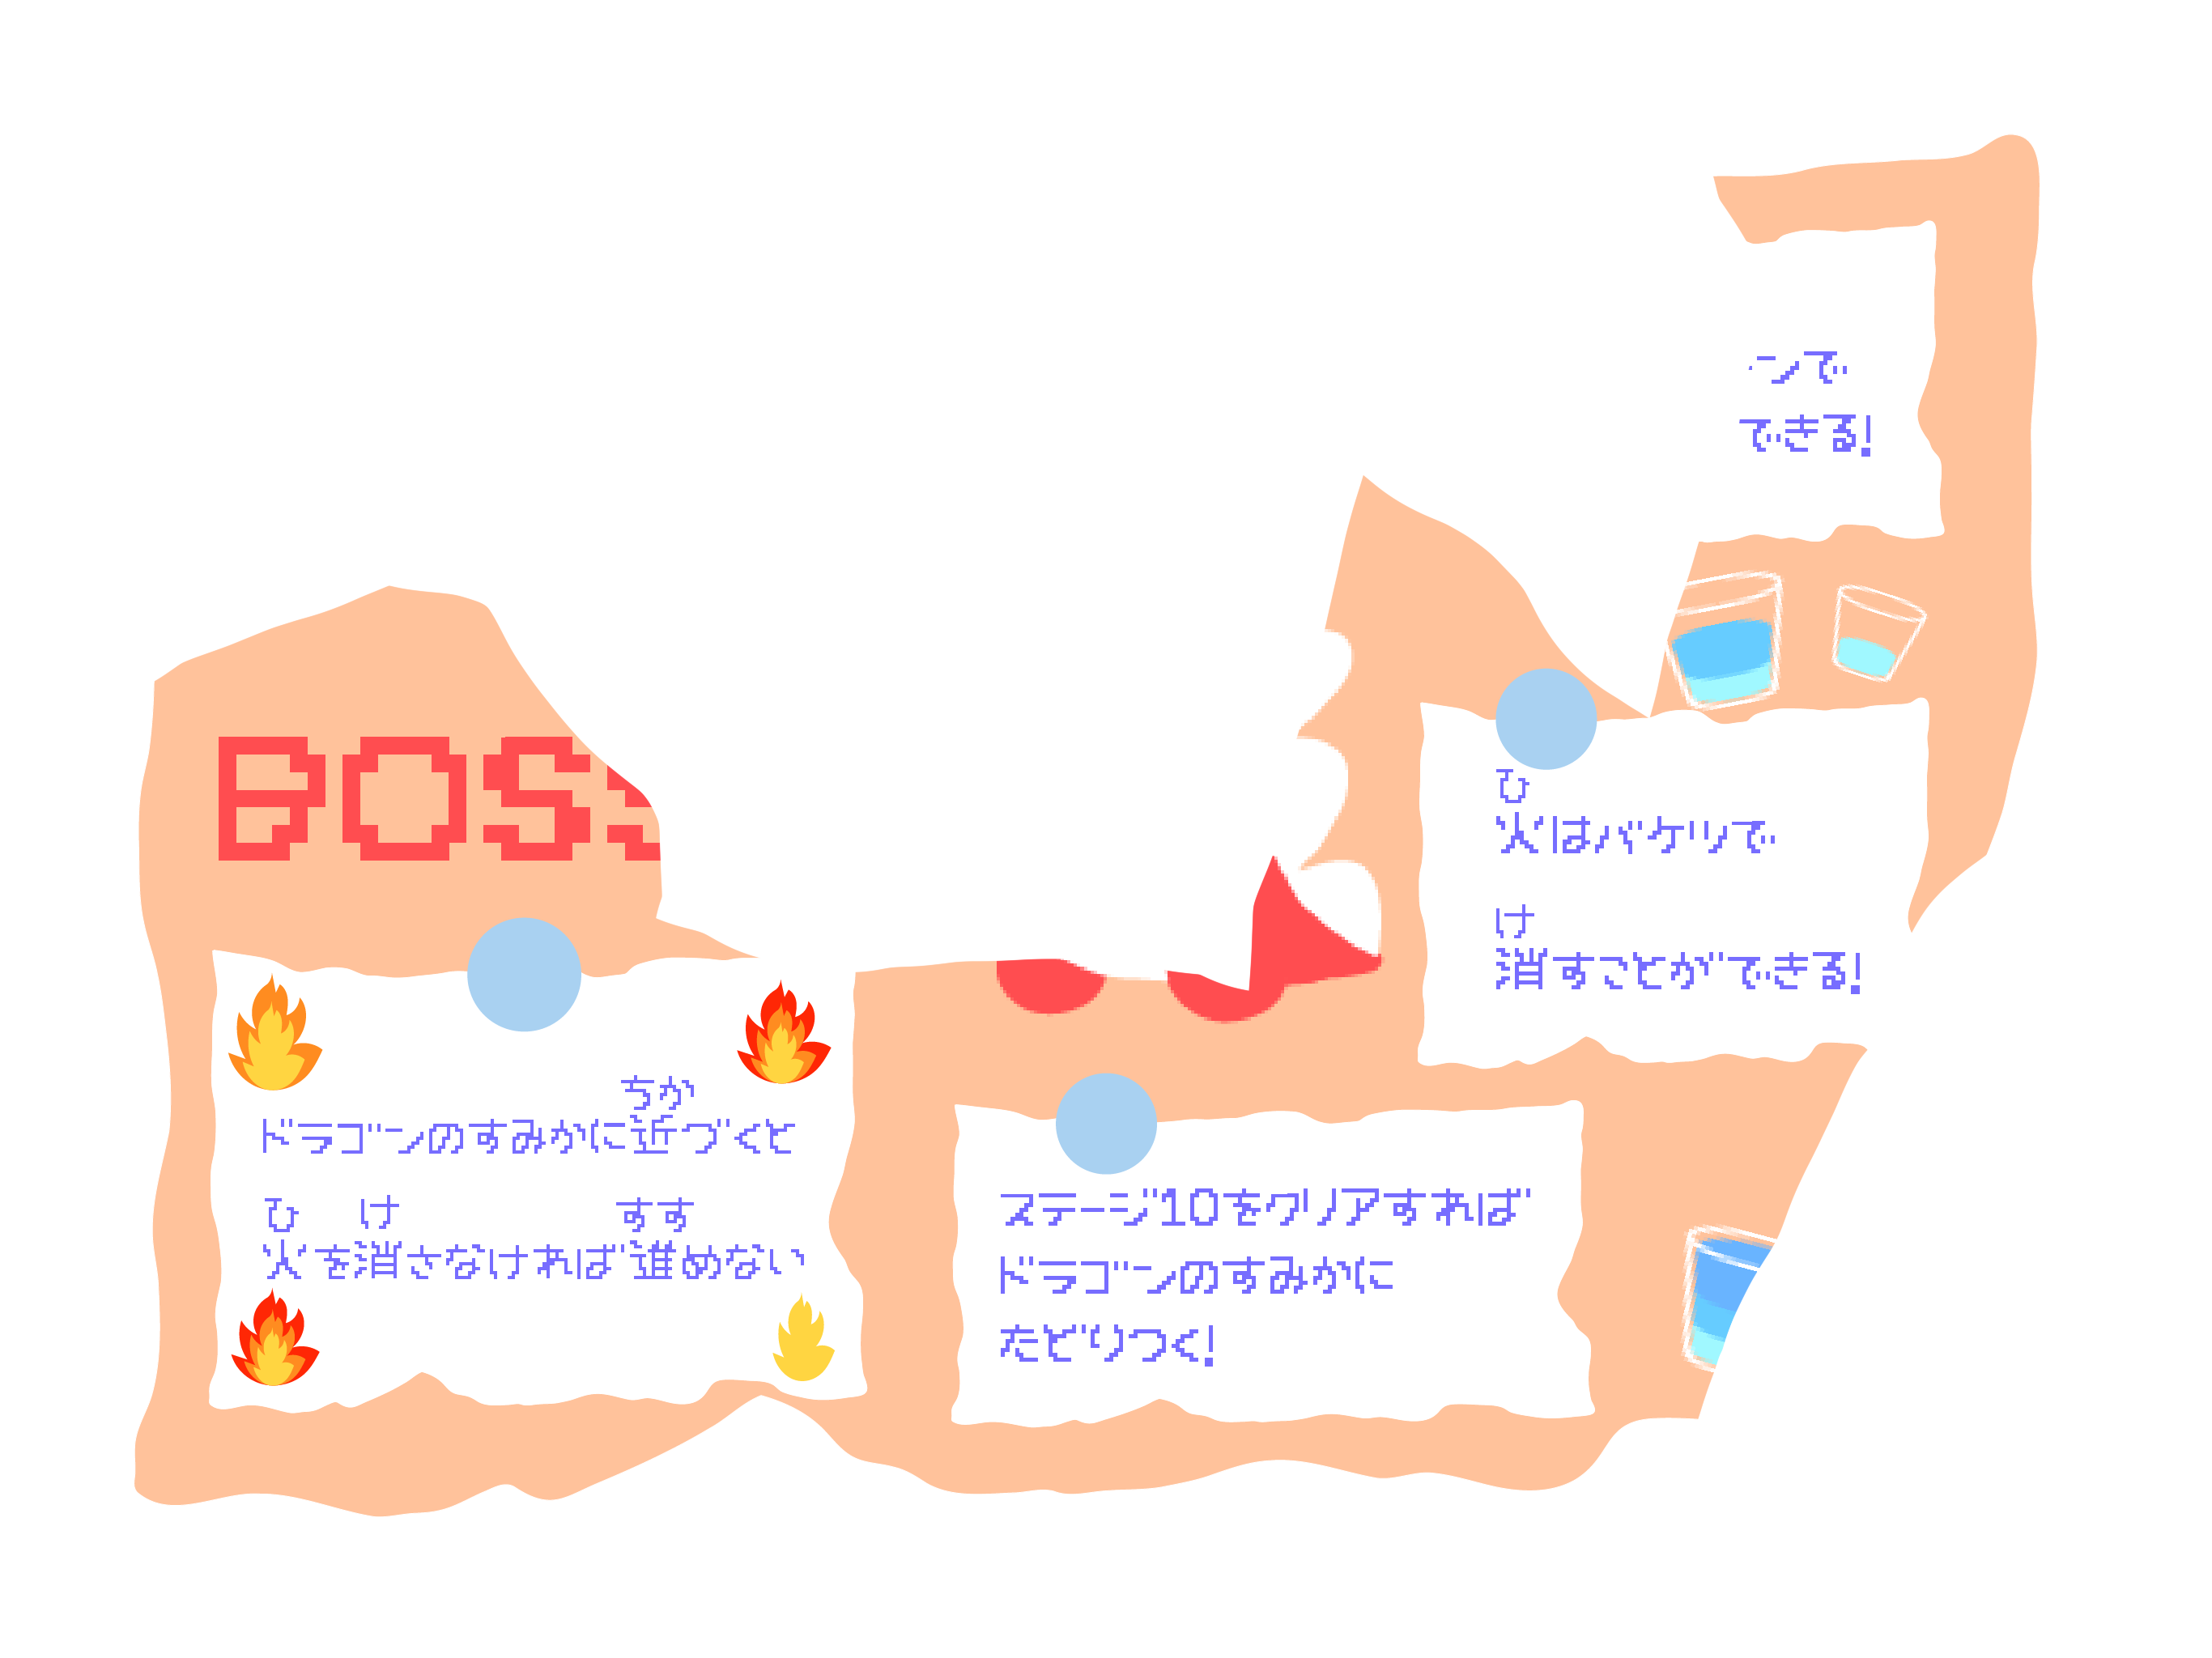 ンで
できる!
BOSS
ひ
火はバケツで
け
消すことができる!
ちか
ドラゴンのすみかに近づくと
ひ け すす
火を消さなければ進めない
ステージ10をクリアすれば
ドラゴンのすみかに
たどりつく!